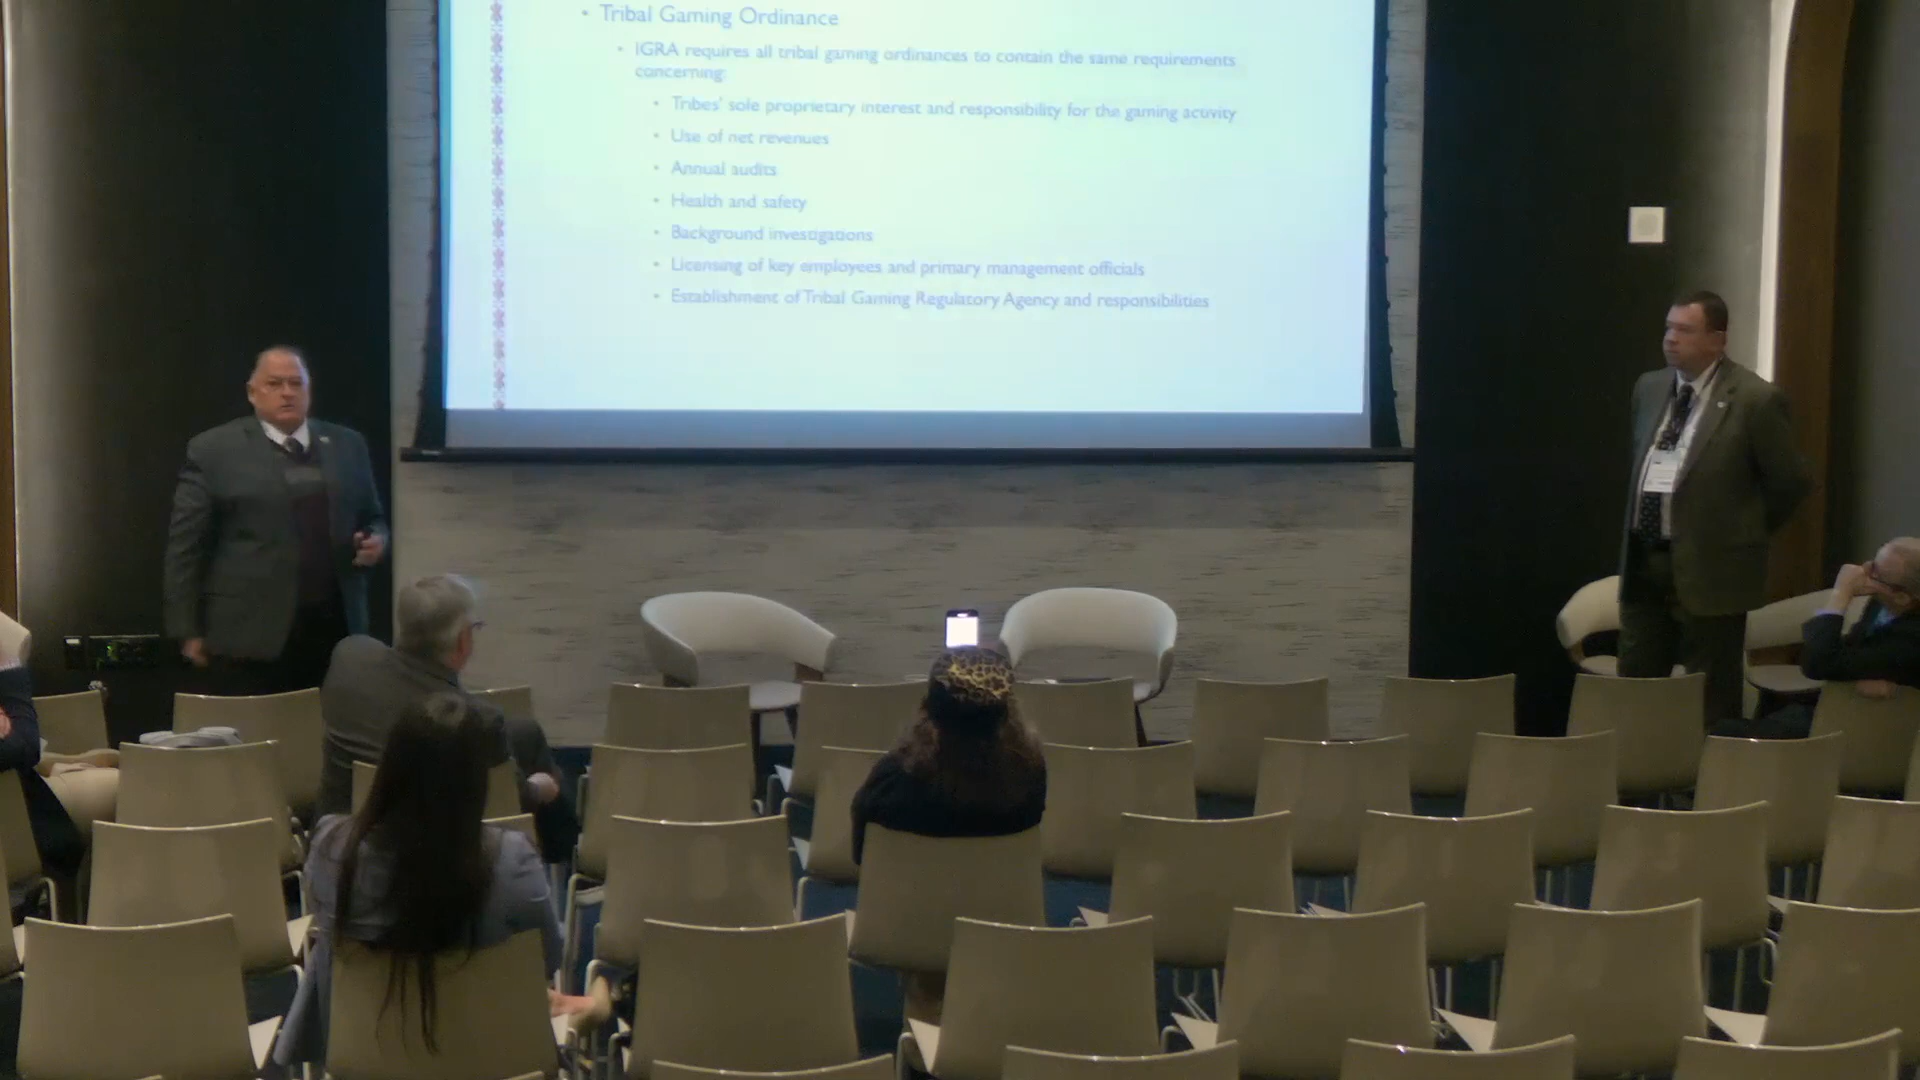 • Tribal Gaming Ordinance
• IGRA requires all tribal gaming ordinances to contain the same requirements
concerning:
• Tribes' sole proprietary interest and responsibility for the gaming activity
• Use of net revenues
• Annual audits
• Health and safety
• Background investigations
• Licensing of key employees and primary management officials
• Establishment of Tribal Gaming Regulatory Agency and responsibilities